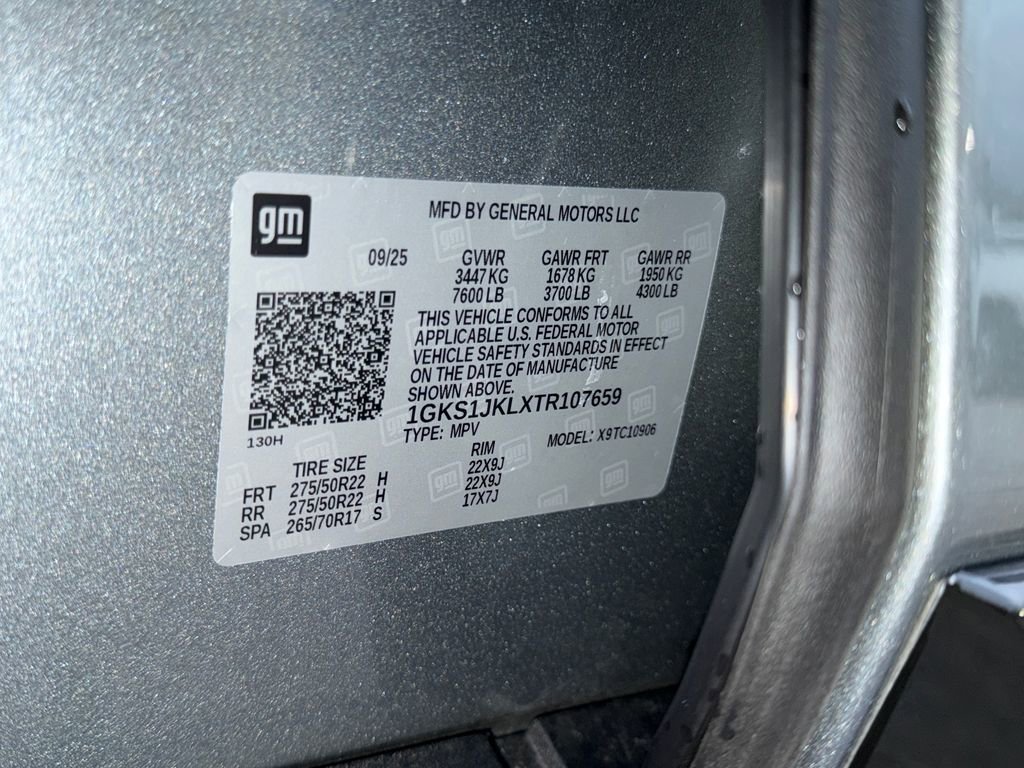 gm
MFD BY GENERAL MOTORS LLC
09/25 GVWR GAWR FRT GAWR RR
3447 KG 1678 KG 1950 KG
7600 LB 3700 LB 4300 LB
THIS VEHICLE CONFORMS TO ALL
APPLICABLE U.S. FEDERAL MOTOR
VEHICLE SAFETY STANDARDS IN EFFECT
ON THE DATE OF MANUFACTURE
SHOWN ABOVE.
1GKS1JKLXTR107659
130H
TYPE: MPV MODEL: X9TC10906
TIRE SIZE RIM
FRT 275/50R22 H 22X9J
RR 275/50R22 H 22X9J
SPA 265/70R17 S 17X7J